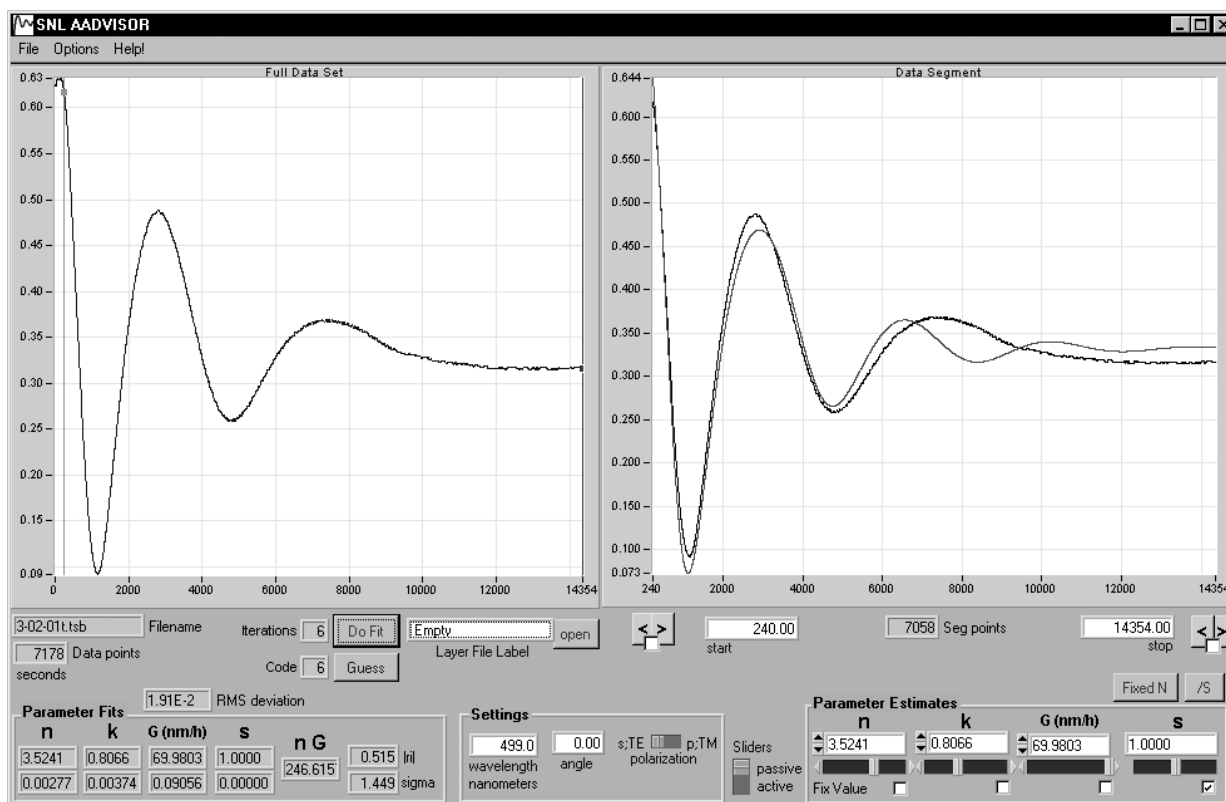 SNL AADVISOR
File Options Help!
Full Data Set
0.63
0.60
0.55
0.50
0.45
0.40
0.35
0.30
0.25
0.20
0.15
0.09
0 2000 4000 6000 8000 10000 12000 14354
Data Segment
0.644
0.600
0.550
0.500
0.450
0.400
0.350
0.300
0.250
0.200
0.150
0.100
0.073
240 2000 4000 6000 8000 10000 12000 14354
3-02-01t.tsb Filename
7178 Data points
seconds
Iterations 6 Do Fit
Code 6 Guess
Empty open
Layer File Label
1.91E-2 RMS deviation
< > 240.00
start
7058 Seg points
14354.00 < >
stop
Fixed N /S
Parameter Fits
n k G (nm/h) s n G
3.5241 0.8066 69.9803 1.0000 246.615 0.515 |ri|
0.00277 0.00374 0.09056 0.00000 1.449 sigma
Settings
499.0 0.00 s;TE p;TM
wavelength angle polarization
nanometers
Sliders
passive
active
Parameter Estimates
n k G (nm/h) s
3.5241 0.8066 69.9803 1.0000
Fix Value